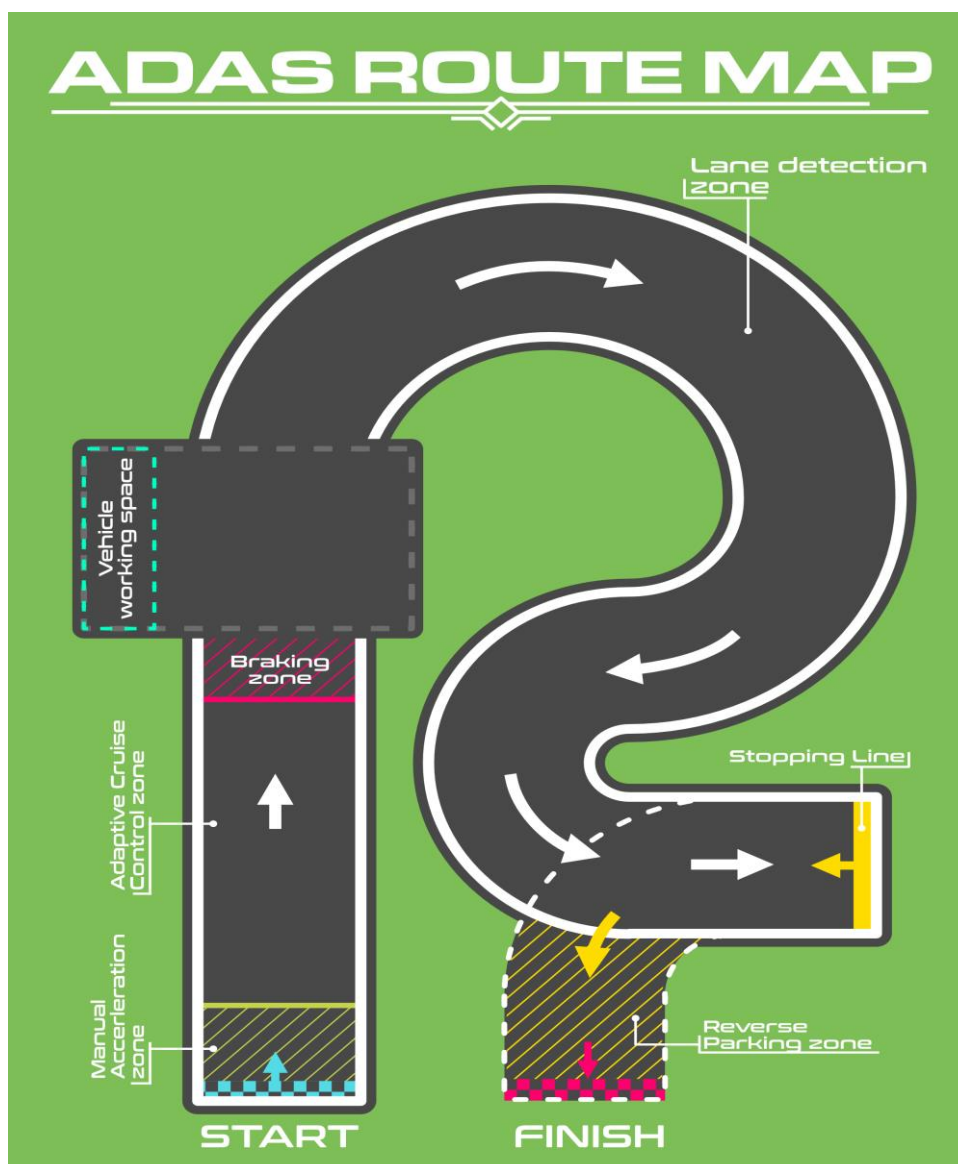 ADAS ROUTE MAP
Lane detection
zone
Vehicle
working space
Braking
zone
Adaptive Cruise
Control zone
Stopping Line
Manual
Accerleration
zone
Reverse
Parking zone
START
FINISH